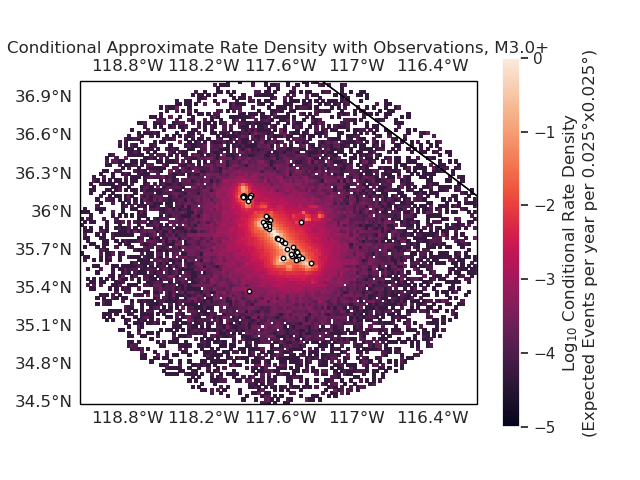 Conditional Approximate Rate Density with Observations, M3.0+
118.8°W 118.2°W 117.6°W 117°W 116.4°W
36.9°N
36.6°N
36.3°N
36°N
35.7°N
35.4°N
35.1°N
34.8°N
34.5°N
118.8°W 118.2°W 117.6°W 117°W 116.4°W
0
−1
−2
−3
−4
−5
Log₁₀ Conditional Rate Density
(Expected Events per year per 0.025°x0.025°)